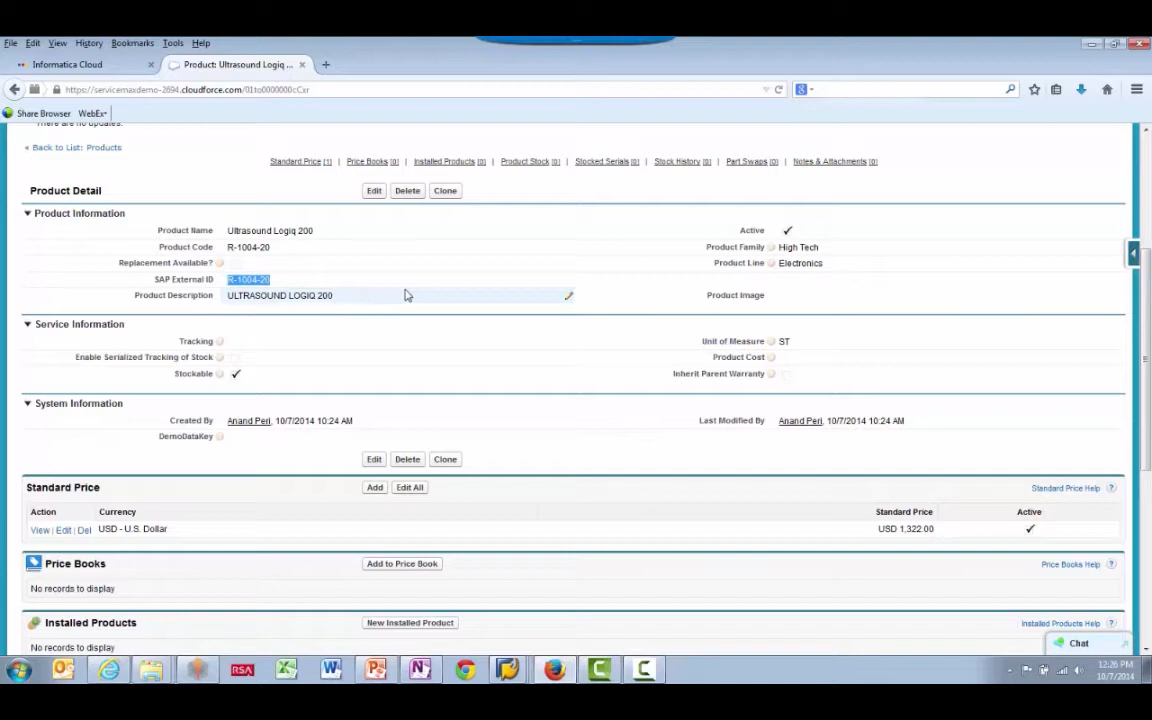 File Edit View History Bookmarks Tools Help
Informatica Cloud × Product: Ultrasound Logiq ... × +
https://servicemaxdemo-2694.cloudforce.com/01to0000000cCxr
Share Browser WebEx
There are no updates.
« Back to List: Products
Standard Price [1] | Price Books [0] | Installed Products [0] | Product Stock [0] | Stocked Serials [0] | Stock History [0] | Part Swaps [0] | Notes & Attachments [0]
Product Detail Edit Delete Clone
Product Information
Product Name Ultrasound Logiq 200 Active ✓
Product Code R-1004-20 Product Family High Tech
Replacement Available? Product Line Electronics
SAP External ID R-1004-20
Product Description ULTRASOUND LOGIQ 200 Product Image
Service Information
Tracking Unit of Measure ST
Enable Serialized Tracking of Stock Product Cost
Stockable ✓ Inherit Parent Warranty
System Information
Created By Anand Peri, 10/7/2014 10:24 AM Last Modified By Anand Peri, 10/7/2014 10:24 AM
DemoDataKey
Edit Delete Clone
Standard Price Add Edit All Standard Price Help ?
Action Currency Standard Price Active
View | Edit | Del USD - U.S. Dollar USD 1,322.00 ✓
Price Books Add to Price Book Price Books Help ?
No records to display
Installed Products New Installed Product Installed Products Help ?
No records to display
Chat
RSA
12:26 PM
10/7/2014